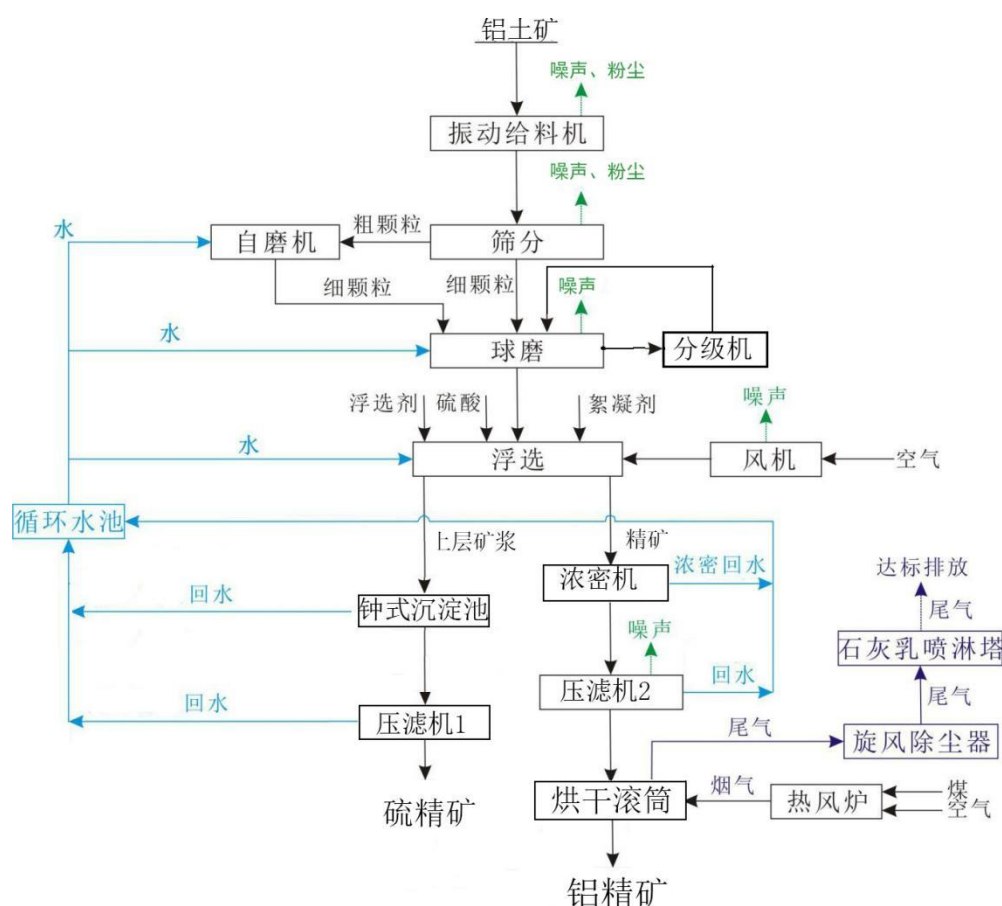 铝土矿
噪声、粉尘
振动给料机
噪声、粉尘
水
粗颗粒
自磨机
筛分
细颗粒
细颗粒
噪声
水
球磨
分级机
浮选剂
硫酸
絮凝剂
噪声
水
浮选
风机
空气
循环水池
上层矿浆
精矿
浓密机
浓密回水
达标排放
回水
钟式沉淀池
噪声
尾气
石灰乳喷淋塔
回水
压滤机1
压滤机2
回水
尾气
尾气
旋风除尘器
硫精矿
烘干滚筒
烟气
热风炉
煤
空气
铝精矿